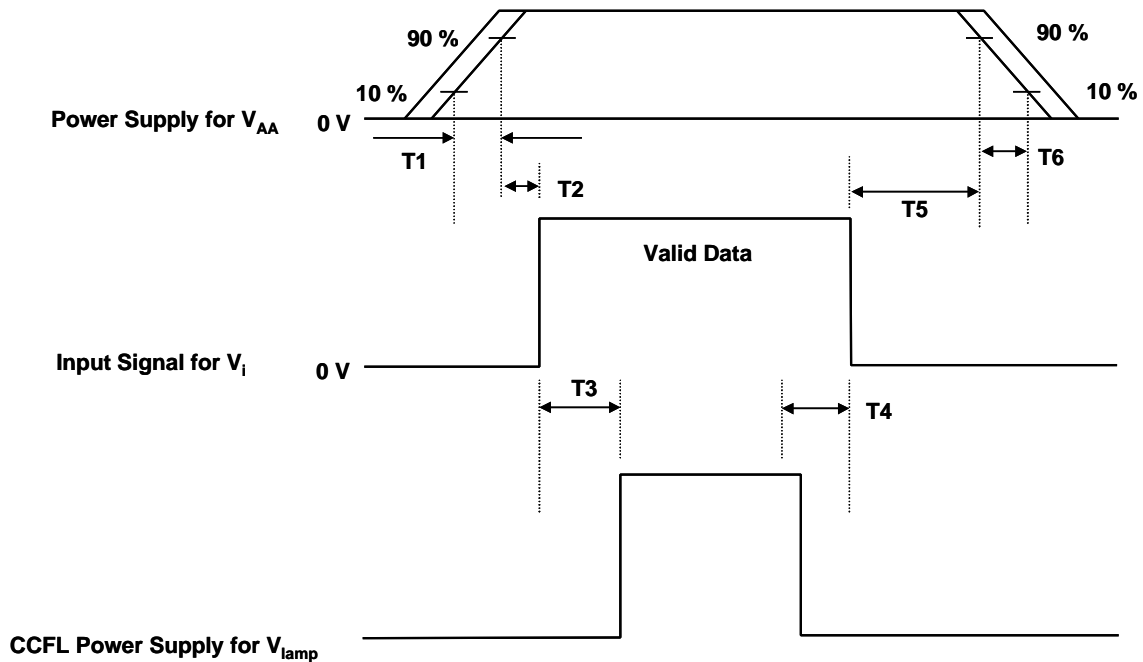 90 %
90 %
10 %
10 %
Power Supply for VAA
0 V
T1
T6
T2
T5
Valid Data
Input Signal for Vi
0 V
T3
T4
CCFL Power Supply for Vlamp